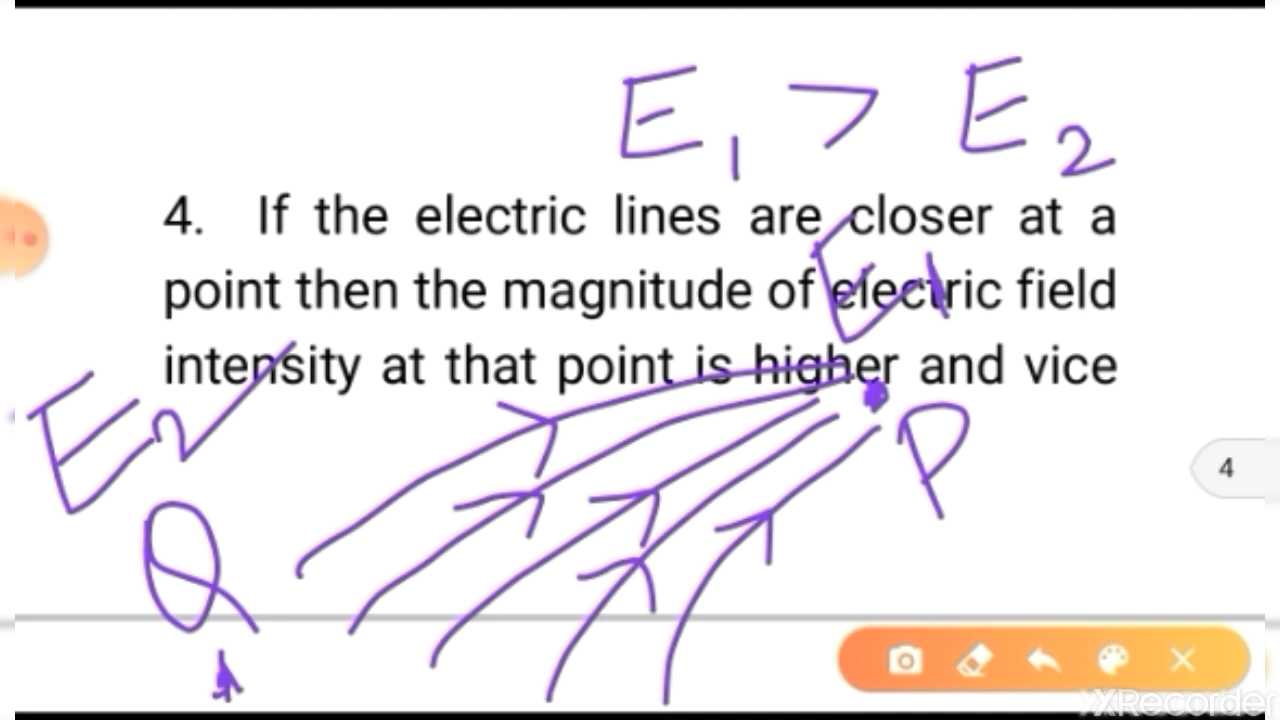 E₁ > E₂
4. If the electric lines are closer at a
point then the magnitude of electric field
E₁
intensity at that point is higher and vice
E₂
P
4
Q
XRecorder